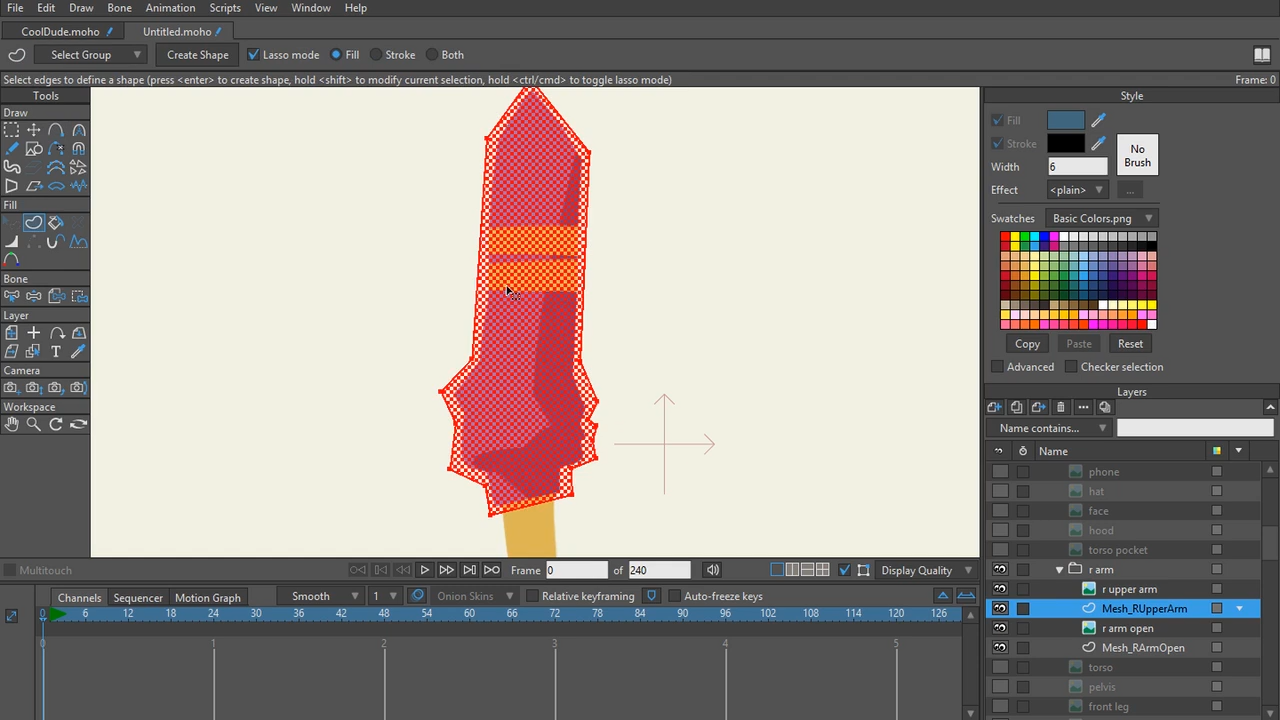 File Edit Draw Bone Animation Scripts View Window Help
CoolDude.moho Untitled.moho
Select Group Create Shape Lasso mode Fill Stroke Both
Select edges to define a shape (press <enter> to create shape, hold <shift> to modify current selection, hold <ctrl/cmd> to toggle lasso mode) Frame: 0
Tools
Draw
Fill
Bone
Layer
Camera
Workspace
Style
Fill
Stroke
No Brush
Width 6
Effect <plain> ...
Swatches Basic Colors.png
Copy Paste Reset
Advanced Checker selection
Layers
Name contains...
Name
phone
hat
face
hood
torso pocket
r arm
r upper arm
Mesh_RUpperArm
r arm open
Mesh_RArmOpen
torso
pelvis
front leg
Multitouch Frame 0 of 240 Display Quality
Channels Sequencer Motion Graph Smooth 1 Onion Skins Relative keyframing Auto-freeze keys
0 6 12 18 24 30 36 42 48 54 60 66 72 78 84 90 96 102 108 114 120 126
0 1 2 3 4 5